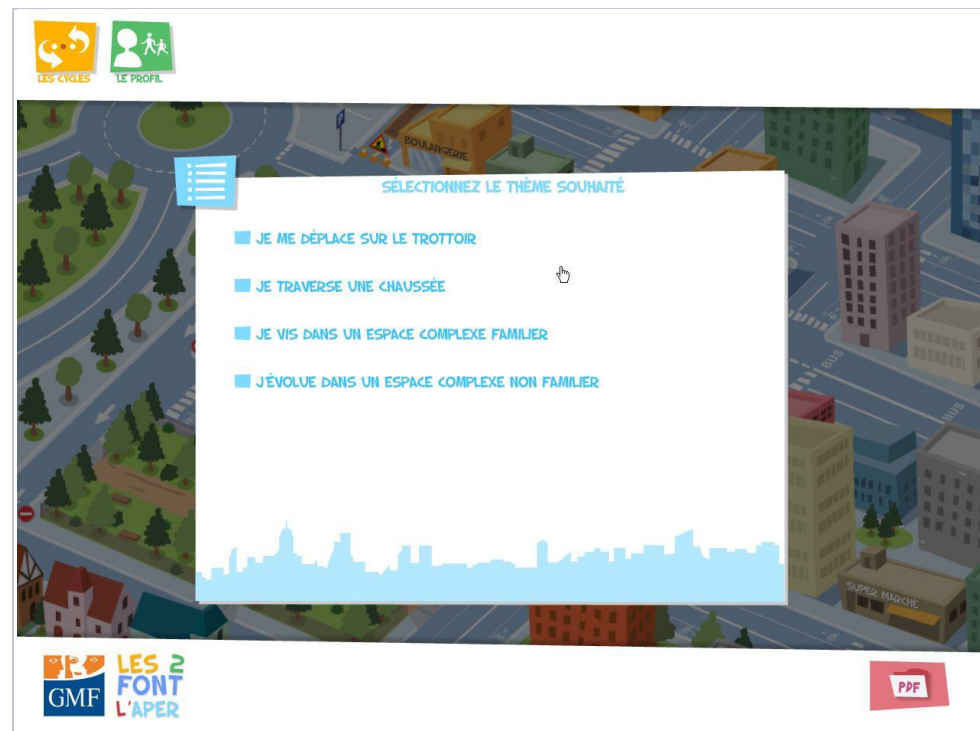 LES CYCLES
LE PROFIL
P
BOULANGERIE
SÉLECTIONNEZ LE THÈME SOUHAITÉ
JE ME DÉPLACE SUR LE TROTTOIR
JE TRAVERSE UNE CHAUSSÉE
JE VIS DANS UN ESPACE COMPLEXE FAMILIER
J'ÉVOLUE DANS UN ESPACE COMPLEXE NON FAMILIER
BUS
BUS
SUPER MARCHÉ
GMF
LES 2
FONT
L'APER
PDF